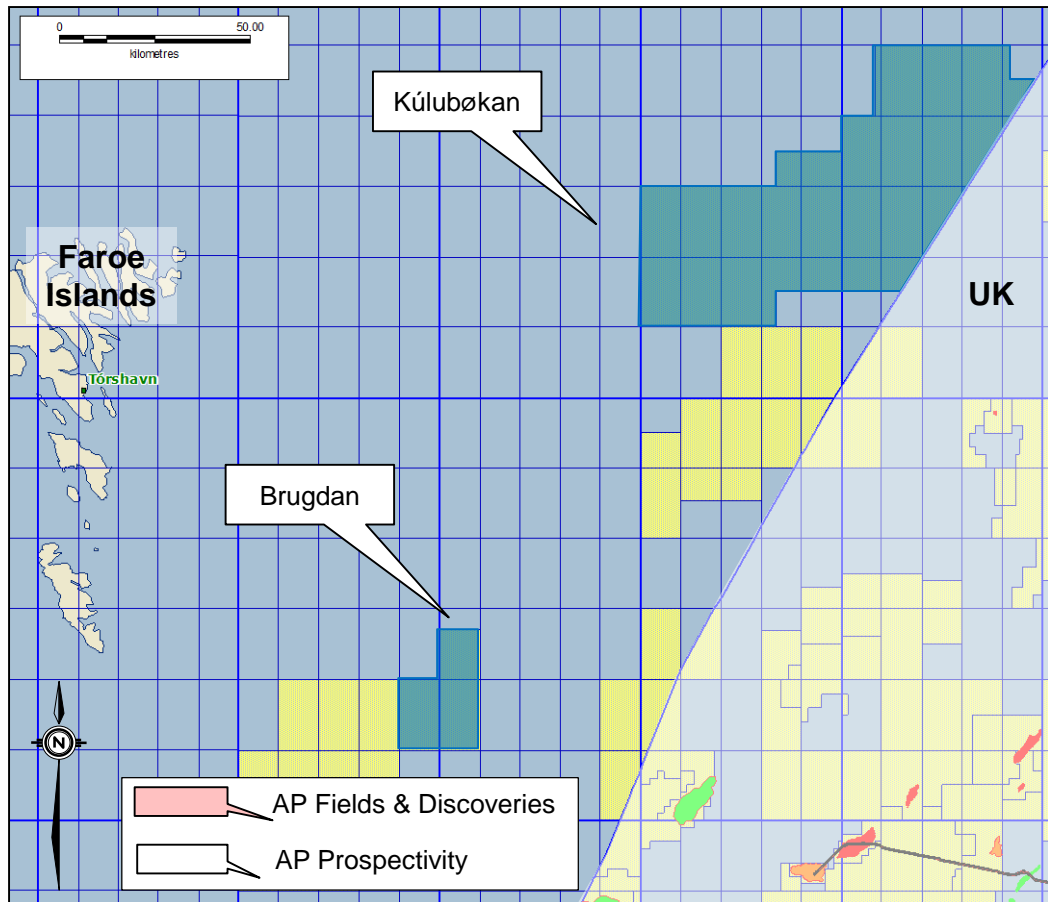 0 50.00
kilometres
Kúlubøkan
Faroe
Islands
UK
Tórshavn
Brugdan
N
AP Fields & Discoveries
AP Prospectivity